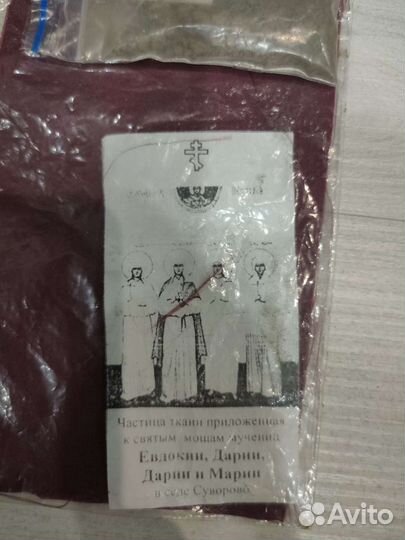 Частица ткани приложенная
к святым мощам мучениц
Евдокии, Дарии,
Дарии и Марии
в селе Суворово
Avito